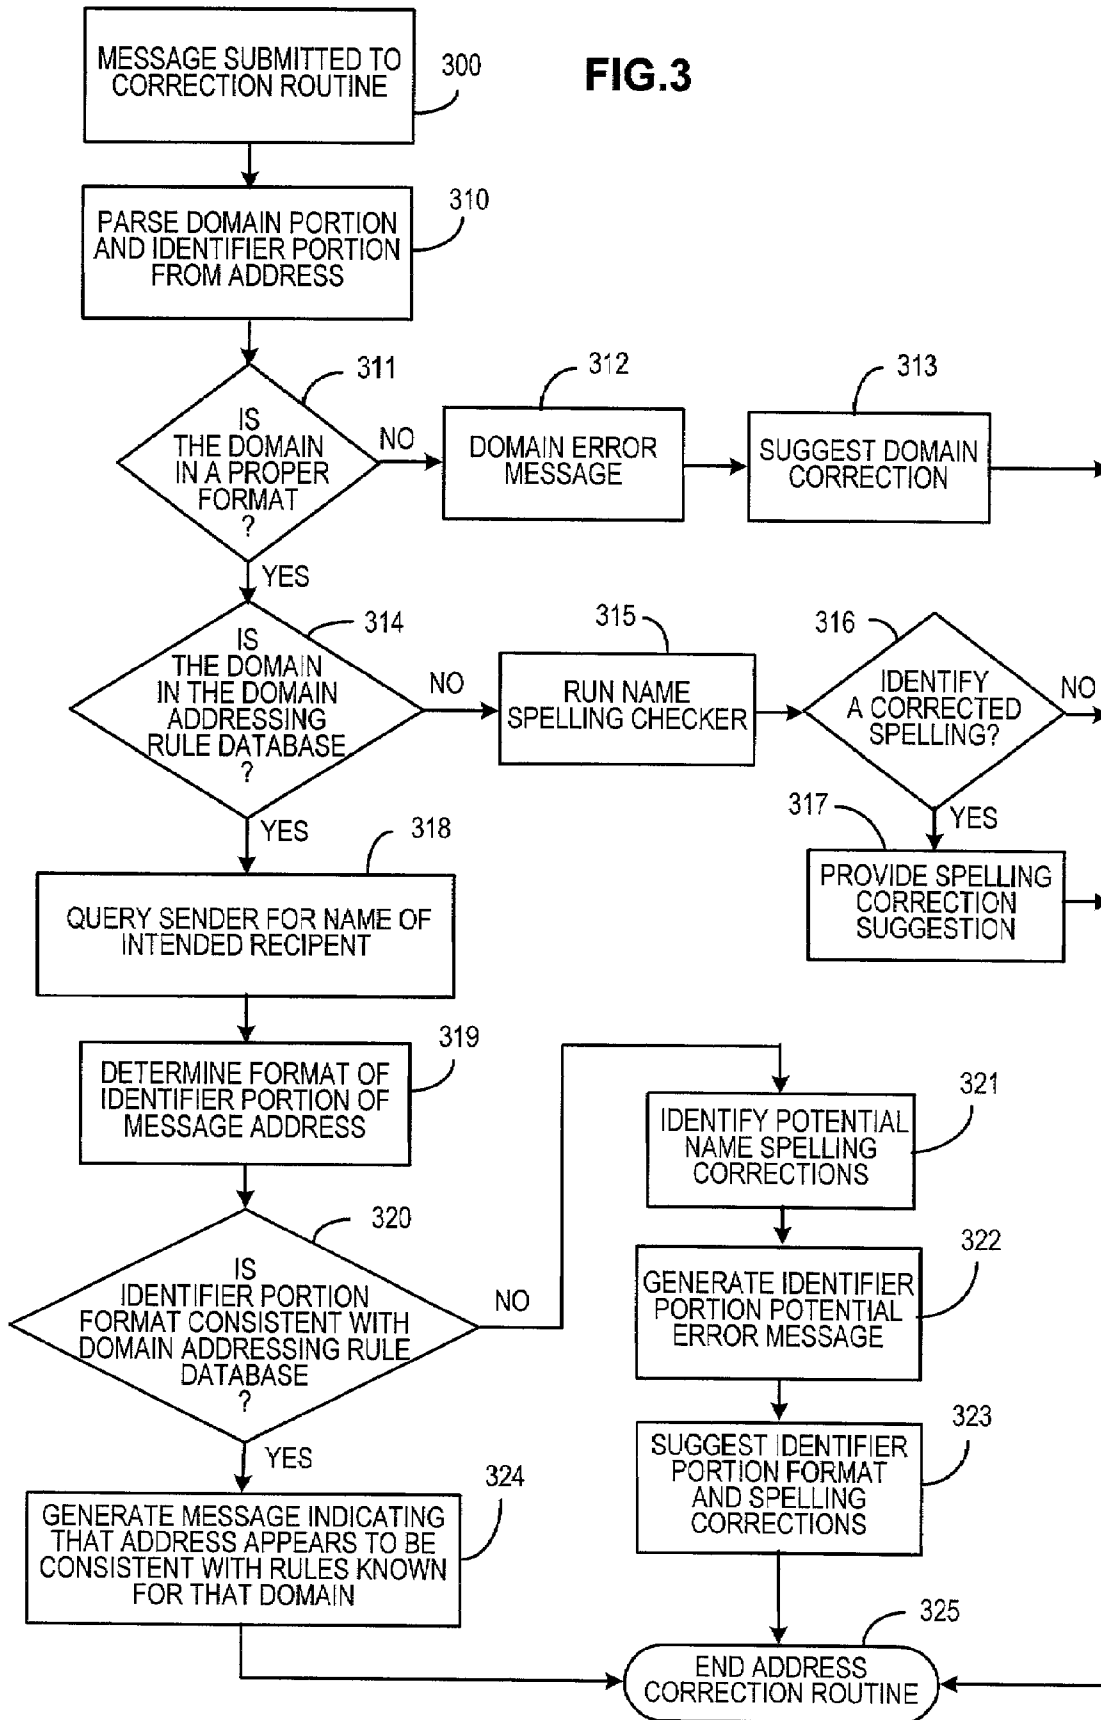 FIG.3
MESSAGE SUBMITTED TO
CORRECTION ROUTINE
300
PARSE DOMAIN PORTION
AND IDENTIFIER PORTION
FROM ADDRESS
310
IS
THE DOMAIN
IN A PROPER
FORMAT
?
311
NO
DOMAIN ERROR
MESSAGE
312
SUGGEST DOMAIN
CORRECTION
313
YES
IS
THE DOMAIN
IN THE DOMAIN
ADDRESSING
RULE DATABASE
?
314
NO
RUN NAME
SPELLING CHECKER
315
IDENTIFY
A CORRECTED
SPELLING?
316
NO
YES
PROVIDE SPELLING
CORRECTION
SUGGESTION
317
YES
QUERY SENDER FOR NAME OF
INTENDED RECIPENT
318
DETERMINE FORMAT OF
IDENTIFIER PORTION OF
MESSAGE ADDRESS
319
IS
IDENTIFIER PORTION
FORMAT CONSISTENT WITH
DOMAIN ADDRESSING RULE
DATABASE
?
320
NO
IDENTIFY POTENTIAL
NAME SPELLING
CORRECTIONS
321
GENERATE IDENTIFIER
PORTION POTENTIAL
ERROR MESSAGE
322
SUGGEST IDENTIFIER
PORTION FORMAT
AND SPELLING
CORRECTIONS
323
YES
GENERATE MESSAGE INDICATING
THAT ADDRESS APPEARS TO BE
CONSISTENT WITH RULES KNOWN
FOR THAT DOMAIN
324
END ADDRESS
CORRECTION ROUTINE
325